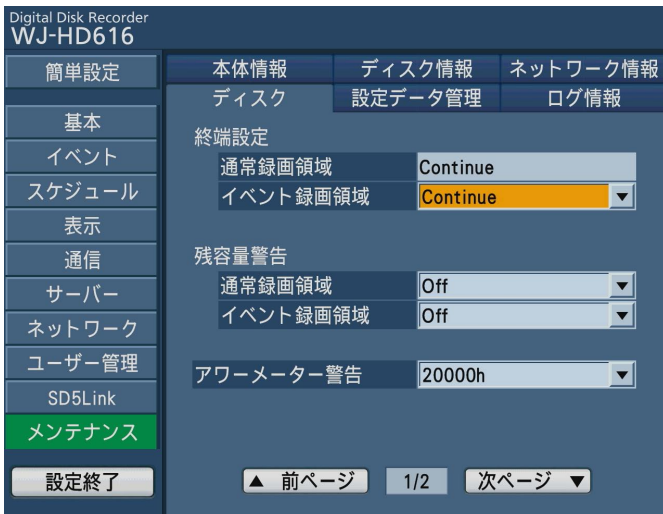 Digital Disk Recorder
WJ-HD616
簡単設定
本体情報 ディスク情報 ネットワーク情報
ディスク 設定データ管理 ログ情報
基本
イベント
スケジュール
表示
通信
サーバー
ネットワーク
ユーザー管理
SD5Link
メンテナンス
設定終了
終端設定
通常録画領域 Continue
イベント録画領域 Continue ▼
残容量警告
通常録画領域 Off ▼
イベント録画領域 Off ▼
アワーメーター警告 20000h ▼
▲ 前ページ 1/2 次ページ ▼